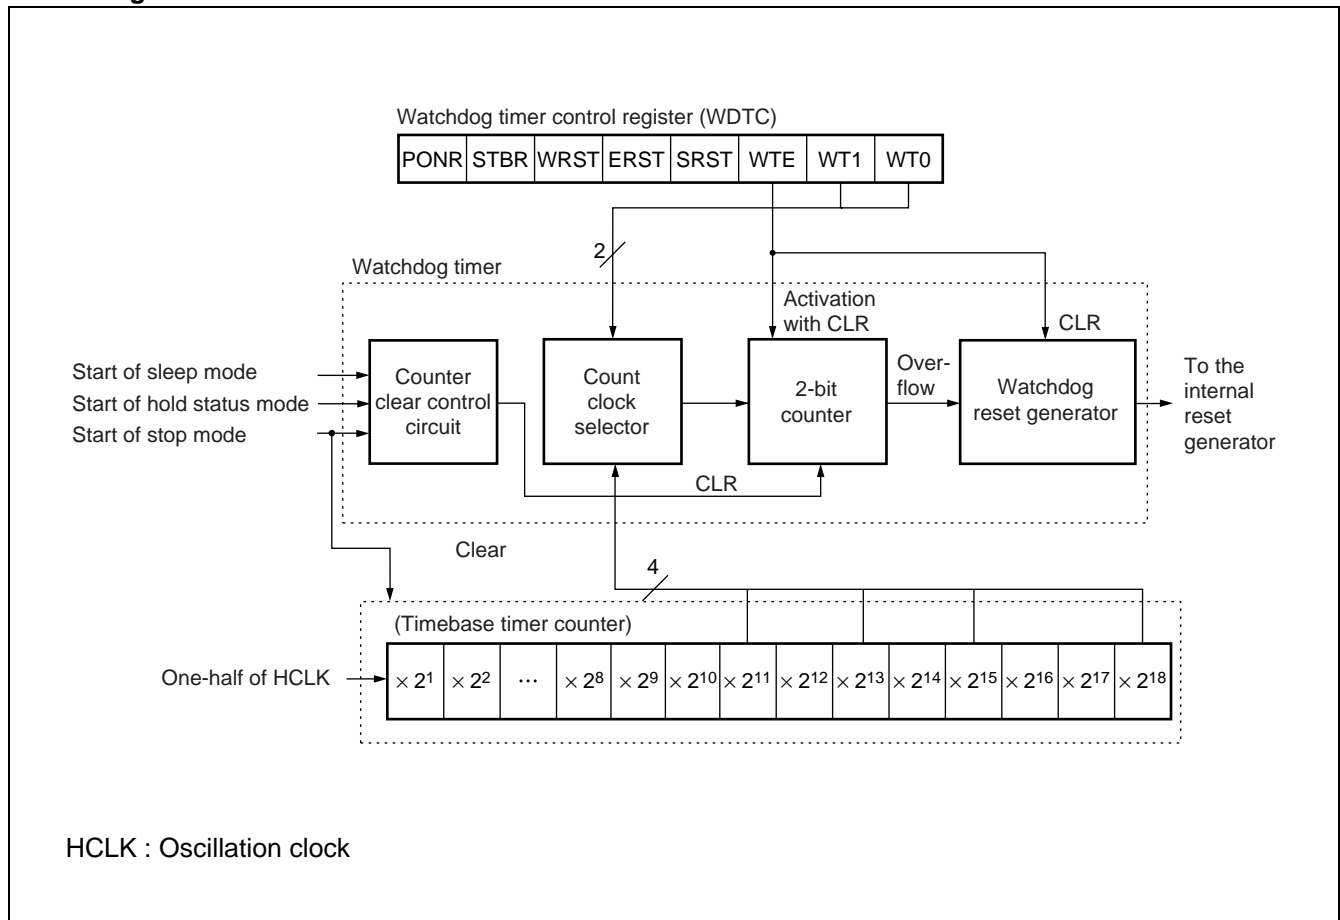 Watchdog timer control register (WDTC)
PONR STBR WRST ERST SRST WTE WT1 WT0
2
Watchdog timer
Activation
with CLR
CLR
Start of sleep mode
Start of hold status mode
Start of stop mode
Counter
clear control
circuit
Count
clock
selector
2-bit
counter
Over-
flow
Watchdog
reset generator
To the
internal
reset
generator
CLR
Clear
4
(Timebase timer counter)
One-half of HCLK
× 2¹ × 2² ··· × 2⁸ × 2⁹ × 2¹⁰ × 2¹¹ × 2¹² × 2¹³ × 2¹⁴ × 2¹⁵ × 2¹⁶ × 2¹⁷ × 2¹⁸
HCLK : Oscillation clock